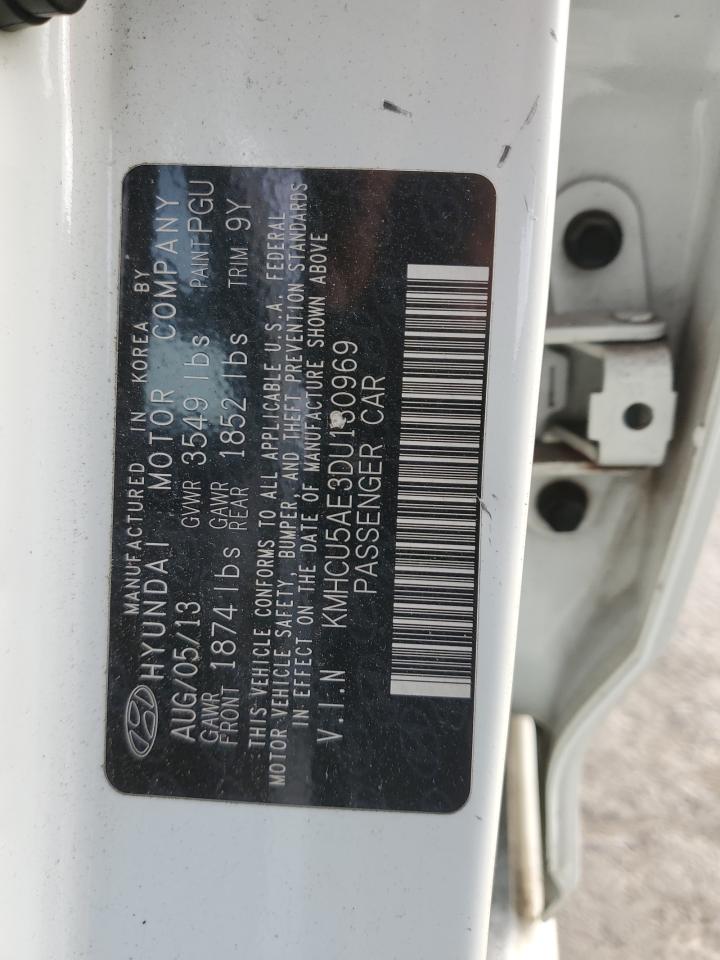 MANUFACTURED IN KOREA BY
HYUNDAI MOTOR COMPANY
AUG/05/13 GVWR 3549 lbs PAINT PGU
GAWR FRONT 1874 lbs GAWR REAR 1852 lbs TRIM 9Y
THIS VEHICLE CONFORMS TO ALL APPLICABLE U.S.A. FEDERAL
MOTOR VEHICLE SAFETY, BUMPER, AND THEFT PREVENTION STANDARDS
IN EFFECT ON THE DATE OF MANUFACTURE SHOWN ABOVE
V.I.N KMHCU5AE3DU130969
PASSENGER CAR